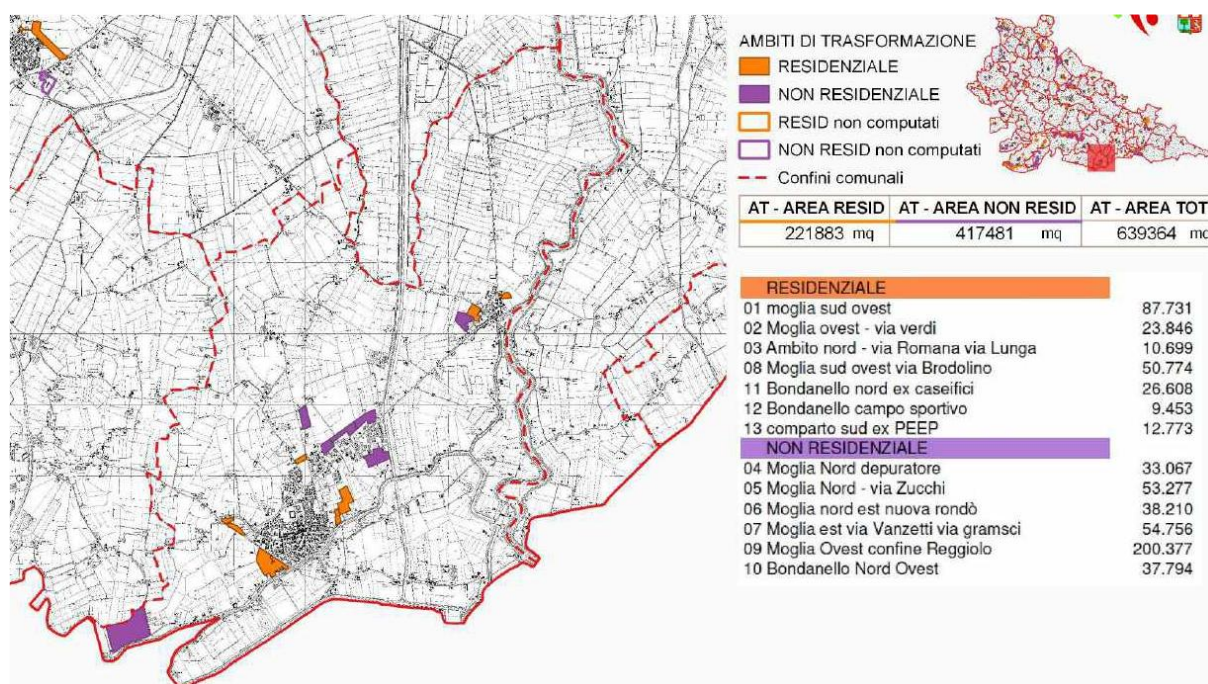 AMBITI DI TRASFORMAZIONE
RESIDENZIALE
NON RESIDENZIALE
RESID non computati
NON RESID non computati
Confini comunali
AT - AREA RESID AT - AREA NON RESID AT - AREA TOT
221883 mq 417481 mq 639364 mq
RESIDENZIALE
01 moglia sud ovest 87.731
02 Moglia ovest - via verdi 23.846
03 Ambito nord - via Romana via Lunga 10.699
08 Moglia sud ovest via Brodolino 50.774
11 Bondanello nord ex caseifici 26.608
12 Bondanello campo sportivo 9.453
13 comparto sud ex PEEP 12.773
NON RESIDENZIALE
04 Moglia Nord depuratore 33.067
05 Moglia Nord - via Zucchi 53.277
06 Moglia nord est nuova rondò 38.210
07 Moglia est via Vanzetti via gramsci 54.756
09 Moglia Ovest confine Reggiolo 200.377
10 Bondanello Nord Ovest 37.794